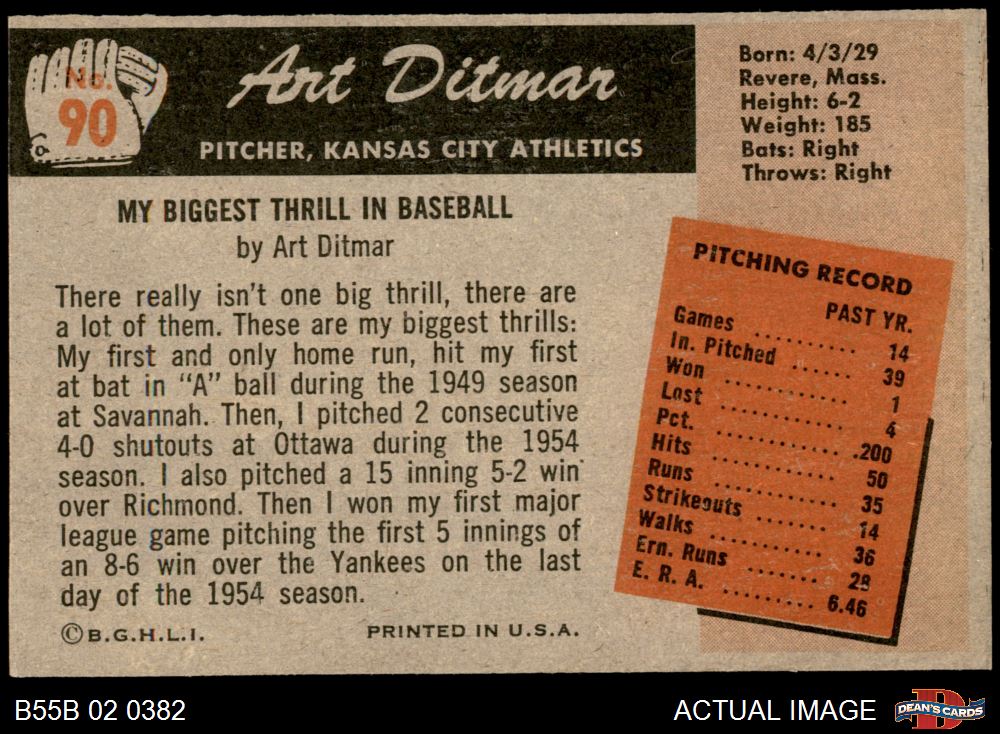 No.
90
Art Ditmar
PITCHER, KANSAS CITY ATHLETICS
Born: 4/3/29
Revere, Mass.
Height: 6-2
Weight: 185
Bats: Right
Throws: Right
MY BIGGEST THRILL IN BASEBALL
by Art Ditmar
There really isn't one big thrill, there are
a lot of them. These are my biggest thrills:
My first and only home run, hit my first
at bat in "A" ball during the 1949 season
at Savannah. Then, I pitched 2 consecutive
4-0 shutouts at Ottawa during the 1954
season. I also pitched a 15 inning 5-2 win
over Richmond. Then I won my first major
league game pitching the first 5 innings of
an 8-6 win over the Yankees on the last
day of the 1954 season.
©B.G.H.L.I.
PRINTED IN U.S.A.
PITCHING RECORD
PAST YR.
Games .......... 14
In. Pitched ...... 39
Won ............ 1
Lost ............ 4
Pct. ............ .200
Hits ............ 50
Runs ............ 35
Strikeouts ....... 14
Walks ........... 36
Ern. Runs ....... 28
E. R. A. ......... 6.46
B55B 02 0382
ACTUAL IMAGE
DEAN'S CARDS